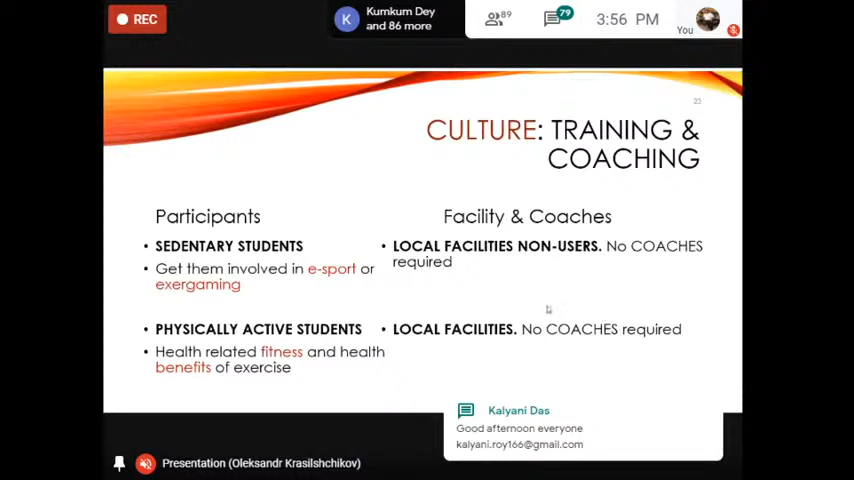 REC
K
Kumkum Dey
and 86 more
89
79
3:56 PM
You
23
CULTURE: TRAINING &
COACHING
Participants
• SEDENTARY STUDENTS
• Get them involved in e-sport or
exergaming
• PHYSICALLY ACTIVE STUDENTS
• Health related fitness and health
benefits of exercise
Facility & Coaches
• LOCAL FACILITIES NON-USERS. No COACHES
required
• LOCAL FACILITIES. No COACHES required
Kalyani Das
Good afternoon everyone
kalyani.roy166@gmail.com
Presentation (Oleksandr Krasilshchikov)